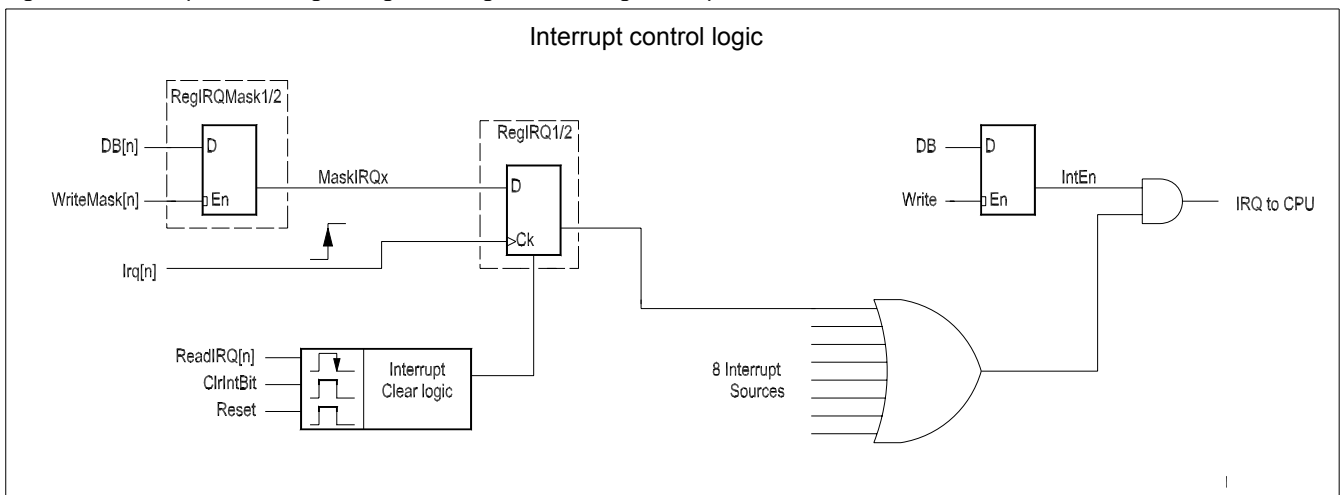 Interrupt control logic
RegIRQMask1/2
DB[n]
D
WriteMask[n]
En
MaskIRQx
RegIRQ1/2
D
Ck
Irq[n]
ReadIRQ[n]
ClrIntBit
Reset
Interrupt
Clear logic
8 Interrupt
Sources
DB
D
Write
En
IntEn
IRQ to CPU